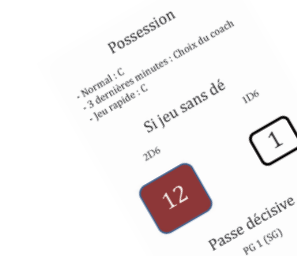 Possession
- Normal : C
- 3 dernières minutes : Choix du coach
- Jeu rapide : C
Si jeu sans dé
2D6
1D6
12
1
Passe décisive
PG 1 (SG)